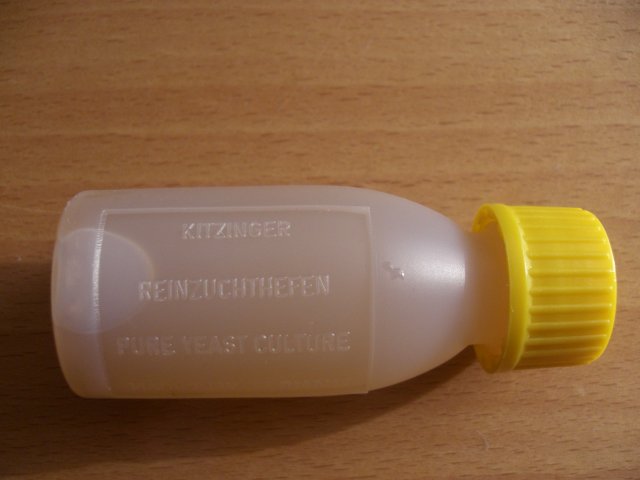 KITZINGER
REINZUCHTHEFEN
PURE YEAST CULTURE